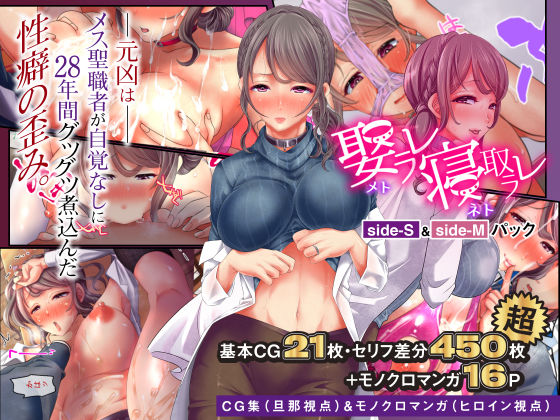 ―元凶は―
メス聖職者が自覚なしに
28年間グツグツ煮込んだ
性癖の歪み。
娶ラレ寝取ラレ
メト
ネト
side-S & side-M パック
超
基本CG21枚・セリフ差分450枚
+モノクロマンガ16P
CG集(旦那視点)&モノクロマンガ(ヒロイン視点)